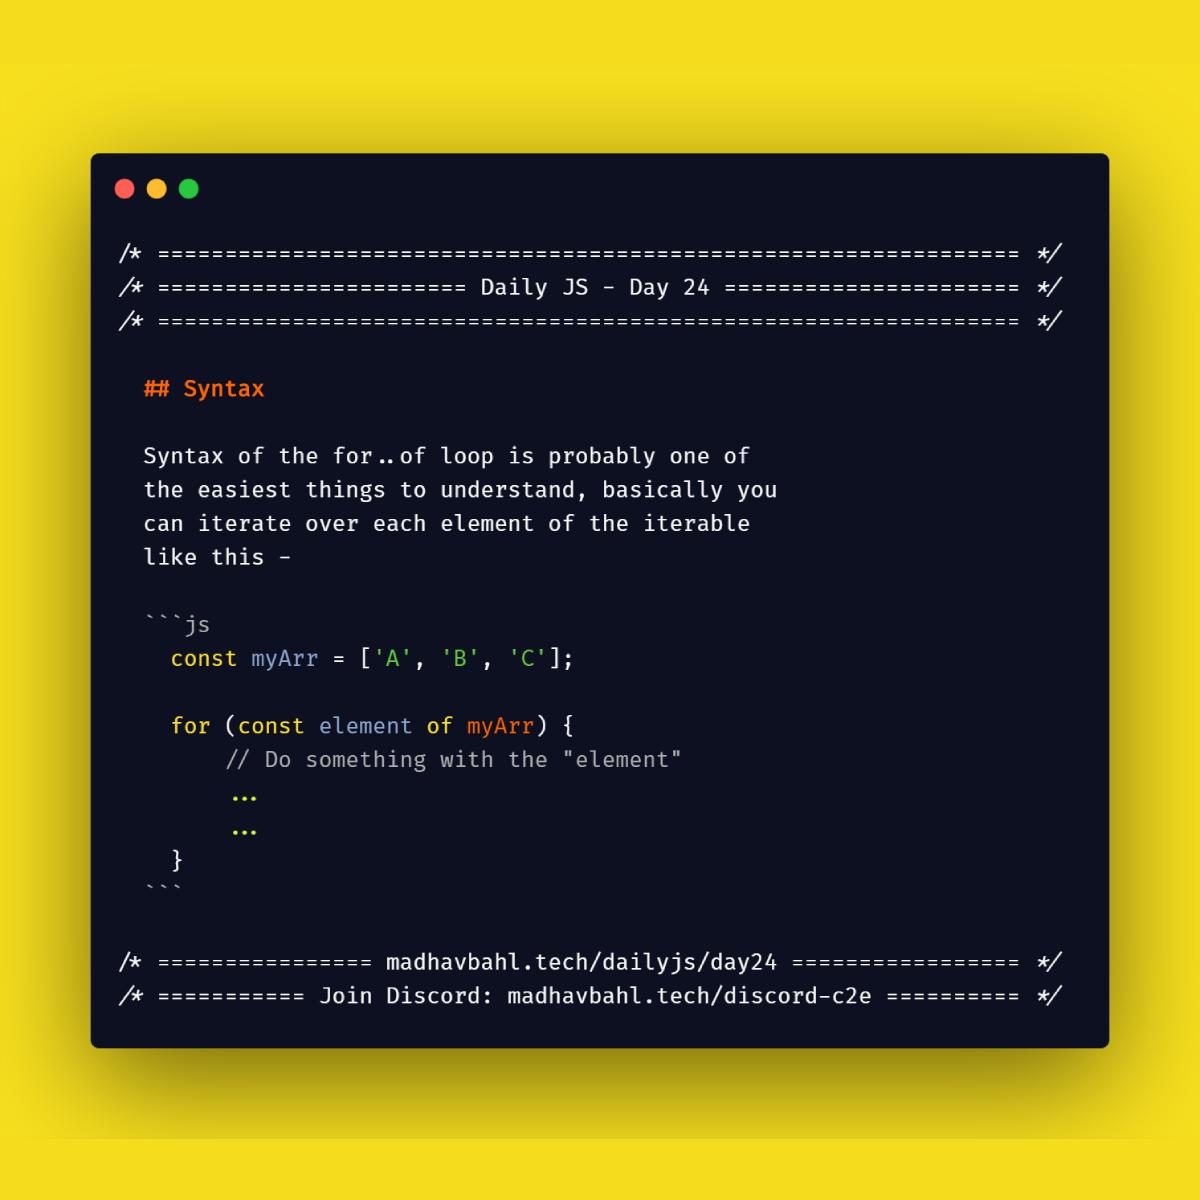 /* ================================================================ */
/* ======================= Daily JS - Day 24 ====================== */
/* ================================================================ */
## Syntax
Syntax of the for..of loop is probably one of
the easiest things to understand, basically you
can iterate over each element of the iterable
like this -
```js
const myArr = ['A', 'B', 'C'];
for (const element of myArr) {
// Do something with the "element"
...
...
}
```
/* ================ madhavbahl.tech/dailyjs/day24 ================= */
/* =========== Join Discord: madhavbahl.tech/discord-c2e ========== */